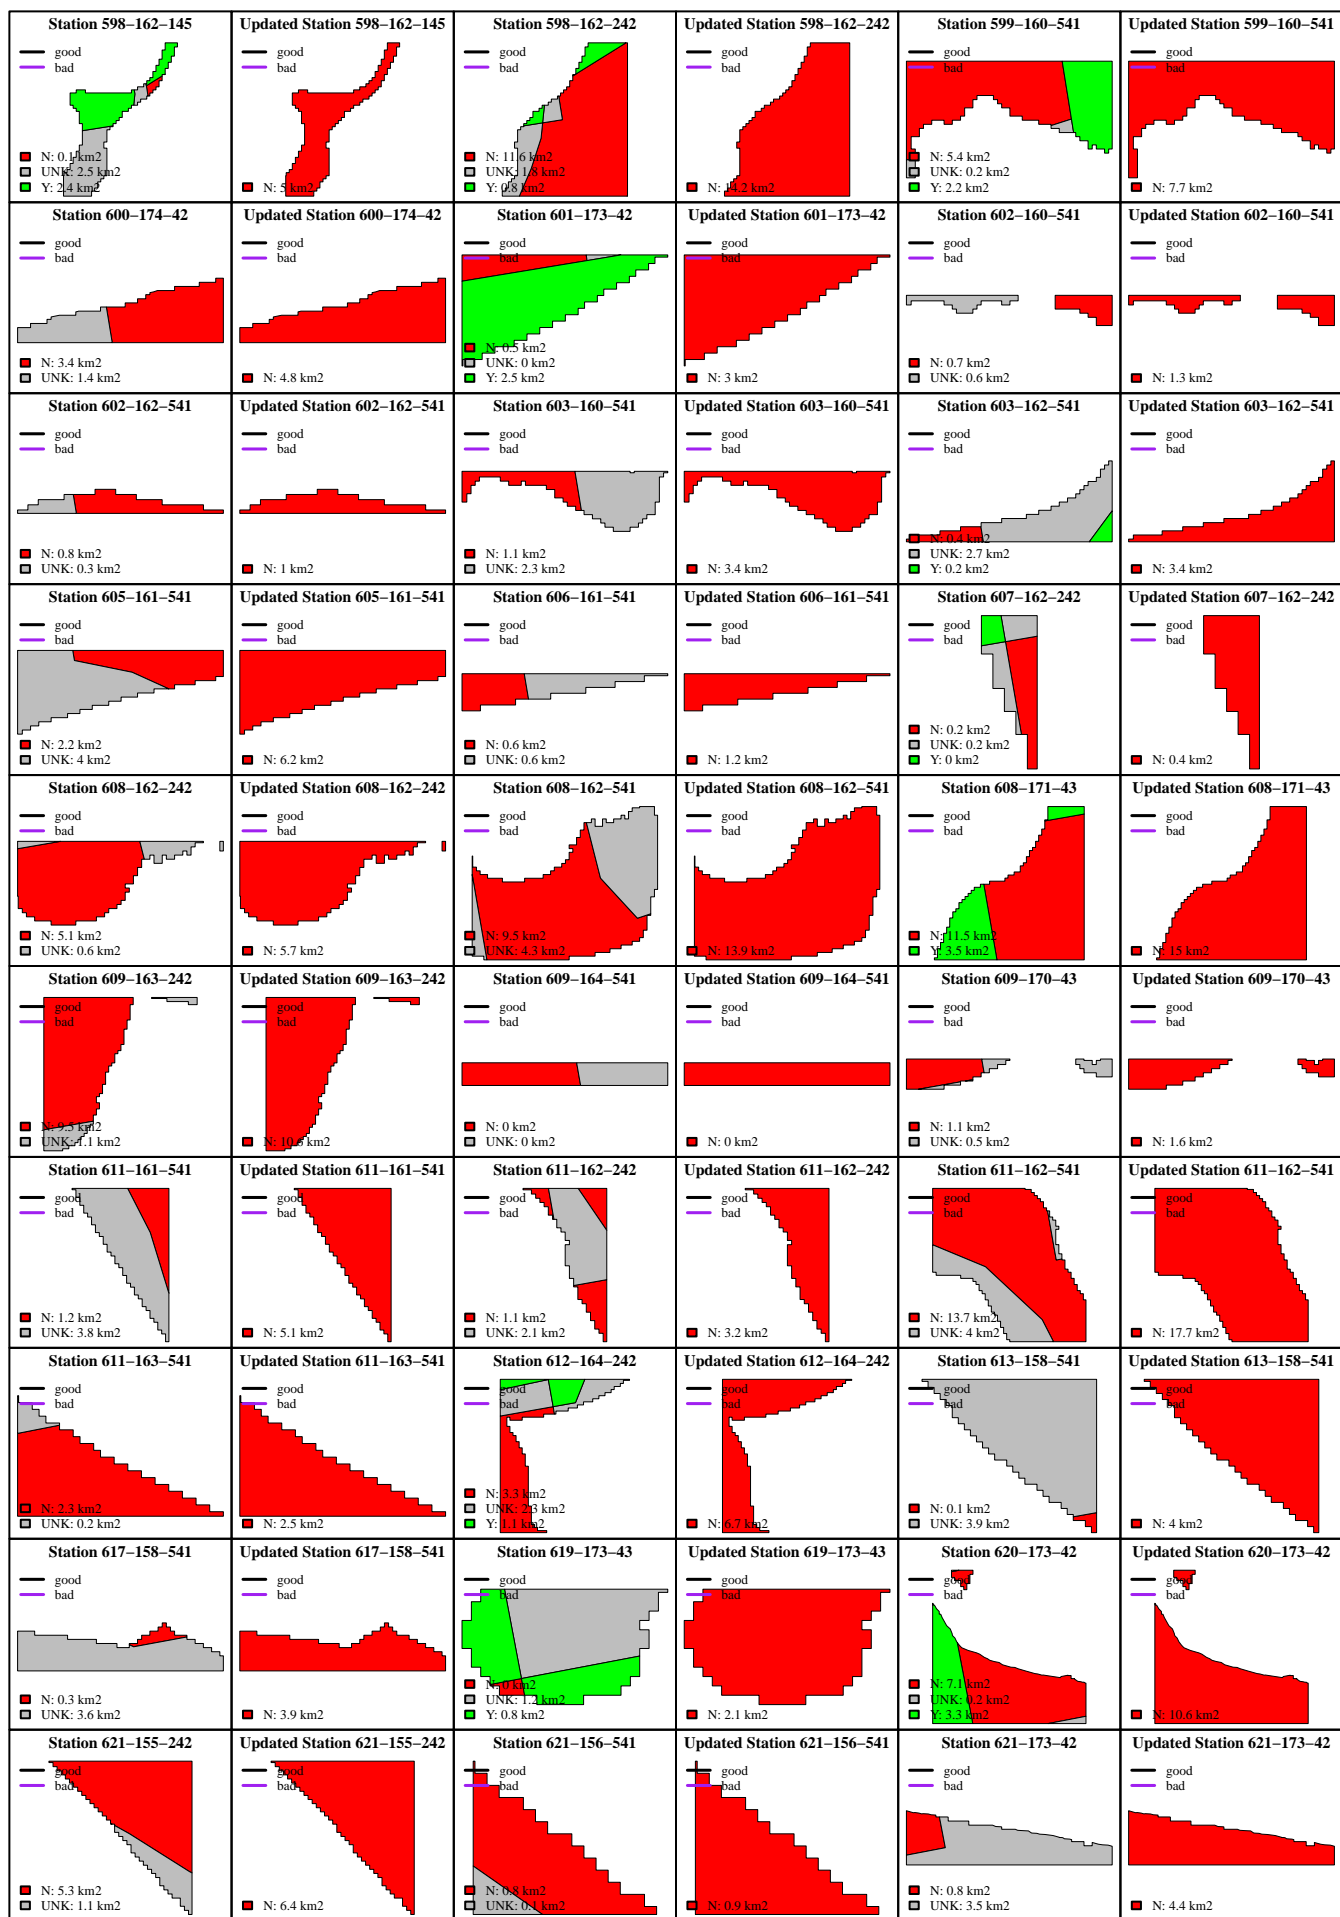 Station 598−162−145
good
bad
N: 0.1 km2
UNK: 2.5 km2
Y: 2.4 km2
Updated Station 598−162−145
good
bad
N: 5 km2
Station 598−162−242
good
bad
N: 11.6 km2
UNK: 1.8 km2
Y: 0.8 km2
Updated Station 598−162−242
good
bad
N: 14.2 km2
Station 599−160−541
good
bad
N: 5.4 km2
UNK: 0.2 km2
Y: 2.2 km2
Updated Station 599−160−541
good
bad
N: 7.7 km2
Station 600−174−42
good
bad
N: 3.4 km2
UNK: 1.4 km2
Updated Station 600−174−42
good
bad
N: 4.8 km2
Station 601−173−42
good
bad
N: 0.5 km2
UNK: 0 km2
Y: 2.5 km2
Updated Station 601−173−42
good
bad
N: 3 km2
Station 602−160−541
good
bad
N: 0.7 km2
UNK: 0.6 km2
Updated Station 602−160−541
good
bad
N: 1.3 km2
Station 602−162−541
good
bad
N: 0.8 km2
UNK: 0.3 km2
Updated Station 602−162−541
good
bad
N: 1 km2
Station 603−160−541
good
bad
N: 1.1 km2
UNK: 2.3 km2
Updated Station 603−160−541
good
bad
N: 3.4 km2
Station 603−162−541
good
bad
N: 0.4 km2
UNK: 2.7 km2
Y: 0.2 km2
Updated Station 603−162−541
good
bad
N: 3.4 km2
Station 605−161−541
good
bad
N: 2.2 km2
UNK: 4 km2
Updated Station 605−161−541
good
bad
N: 6.2 km2
Station 606−161−541
good
bad
N: 0.6 km2
UNK: 0.6 km2
Updated Station 606−161−541
good
bad
N: 1.2 km2
Station 607−162−242
good
bad
N: 0.2 km2
UNK: 0.2 km2
Y: 0 km2
Updated Station 607−162−242
good
bad
N: 0.4 km2
Station 608−162−242
good
bad
N: 5.1 km2
UNK: 0.6 km2
Updated Station 608−162−242
good
bad
N: 5.7 km2
Station 608−162−541
good
bad
N: 9.5 km2
UNK: 4.3 km2
Updated Station 608−162−541
good
bad
N: 13.9 km2
Station 608−171−43
good
bad
N: 11.5 km2
Y: 3.5 km2
Updated Station 608−171−43
good
bad
N: 15 km2
Station 609−163−242
good
bad
N: 9.5 km2
UNK: 1.1 km2
Updated Station 609−163−242
good
bad
N: km2
Station 609−164−541
good
bad
N: 0 km2
UNK: 0 km2
Updated Station 609−164−541
good
bad
N: 0 km2
Station 609−170−43
good
bad
N: 1.1 km2
UNK: 0.5 km2
Updated Station 609−170−43
good
bad
N: 1.6 km2
Station 611−161−541
good
bad
N: 1.2 km2
UNK: 3.8 km2
Updated Station 611−161−541
good
bad
N: 5.1 km2
Station 611−162−242
good
bad
N: 1.1 km2
UNK: 2.1 km2
Updated Station 611−162−242
good
bad
N: 3.2 km2
Station 611−162−541
good
bad
N: 13.7 km2
UNK: 4 km2
Updated Station 611−162−541
good
bad
N: 17.7 km2
Station 611−163−541
good
bad
N: 2.3 km2
UNK: 0.2 km2
Updated Station 611−163−541
good
bad
N: 2.5 km2
Station 612−164−242
good
bad
N: 3.3 km2
UNK: 2.3 km2
Y: 1.1 km2
Updated Station 612−164−242
good
bad
N: 6.7 km2
Station 613−158−541
good
bad
N: 0.1 km2
UNK: 3.9 km2
Updated Station 613−158−541
good
bad
N: 4 km2
Station 617−158−541
good
bad
N: 0.3 km2
UNK: 3.6 km2
Updated Station 617−158−541
good
bad
N: 3.9 km2
Station 619−173−43
good
bad
N: 0 km2
UNK: 1.2 km2
Y: 0.8 km2
Updated Station 619−173−43
good
bad
N: 2.1 km2
Station 620−173−42
good
bad
N: 7.1 km2
UNK: 0.2 km2
Y: 3.3 km2
Updated Station 620−173−42
good
bad
N: 10.6 km2
Station 621−155−242
good
bad
N: 5.3 km2
UNK: 1.1 km2
Updated Station 621−155−242
good
bad
N: 6.4 km2
Station 621−156−541
good
bad
N: 0.8 km2
UNK: 0.1 km2
Updated Station 621−156−541
good
bad
N: 0.9 km2
Station 621−173−42
good
bad
N: 0.8 km2
UNK: 3.5 km2
Updated Station 621−173−42
good
bad
N: 4.4 km2